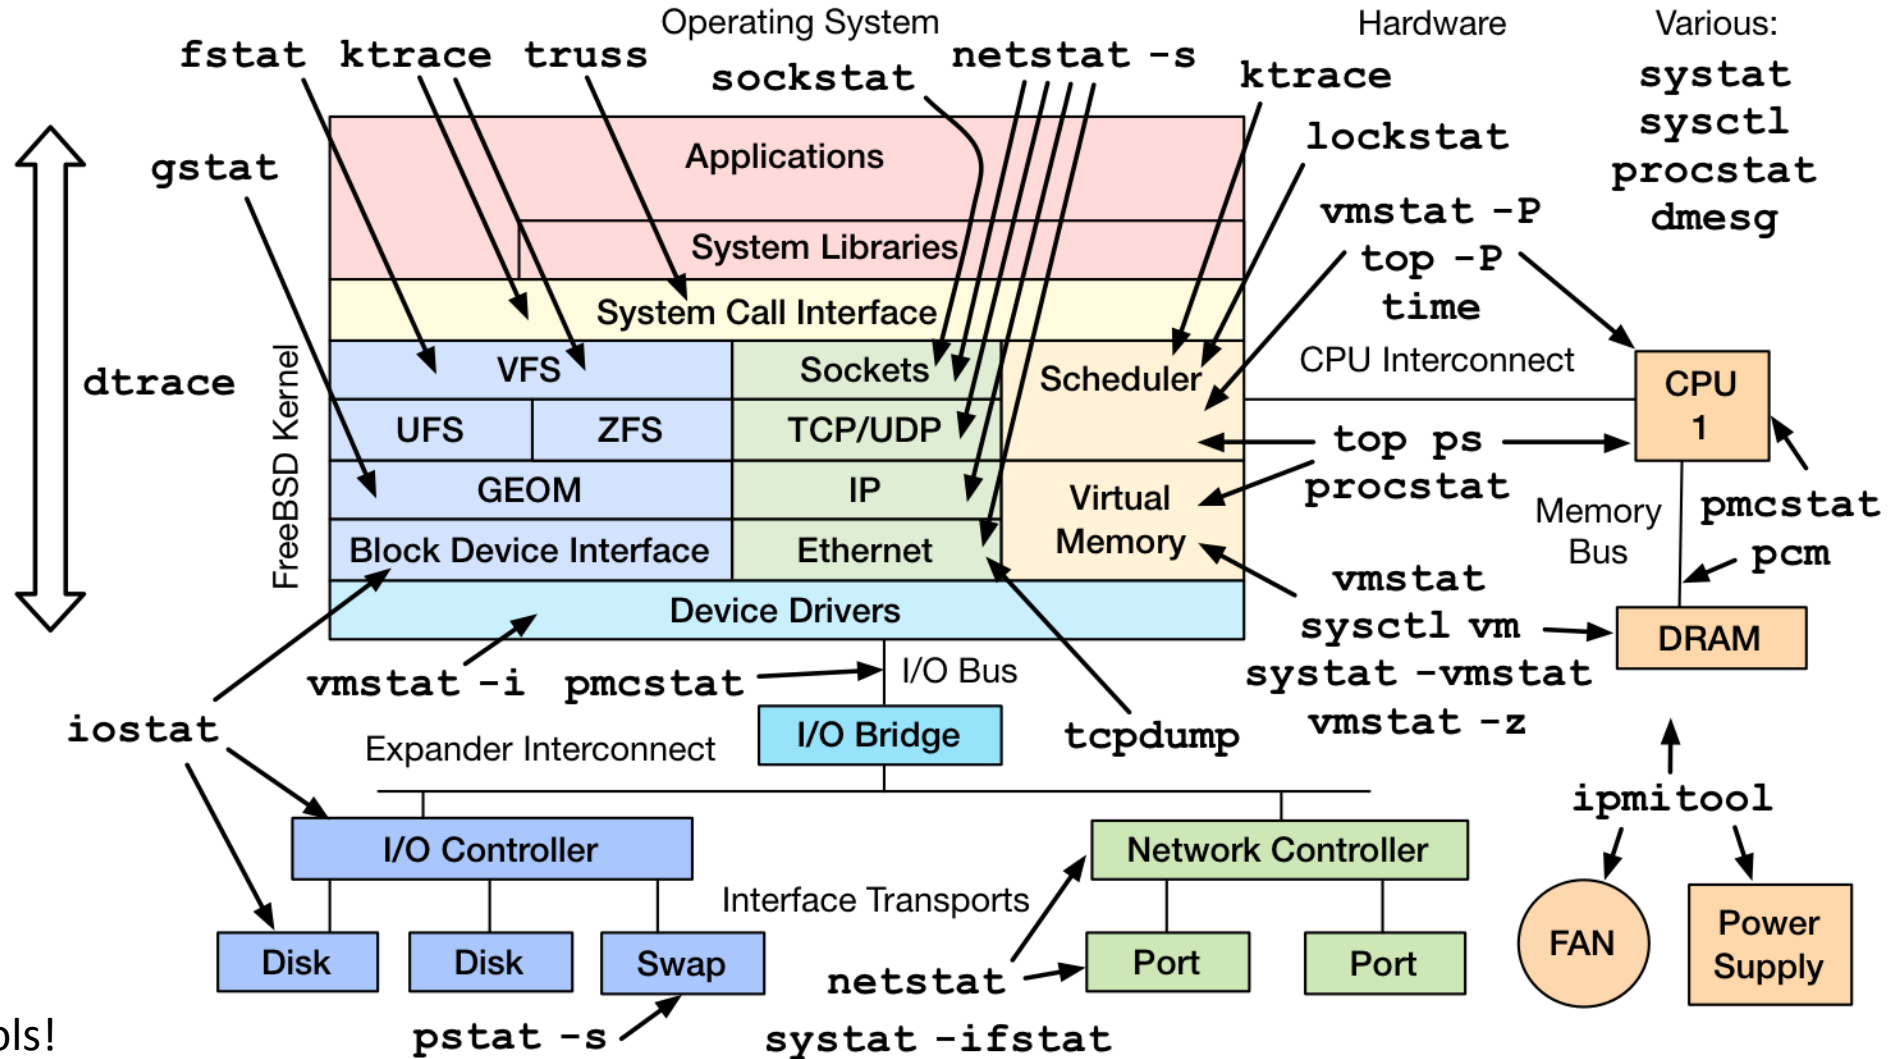 Operating System
Hardware
Various:
fstat
ktrace
truss
sockstat
netstat -s
ktrace
systat
sysctl
procstat
dmesg
lockstat
gstat
Applications
System Libraries
System Call Interface
vmstat -P
top -P
time
dtrace
FreeBSD Kernel
VFS
Sockets
Scheduler
CPU Interconnect
CPU
1
UFS
ZFS
TCP/UDP
top ps
procstat
GEOM
IP
Virtual
Memory
Memory
Bus
pmcstat
pcm
Block Device Interface
Ethernet
Device Drivers
vmstat
sysctl vm
systat -vmstat
vmstat -z
DRAM
vmstat -i
pmcstat
I/O Bus
iostat
Expander Interconnect
I/O Bridge
tcpdump
ipmitool
I/O Controller
Network Controller
Interface Transports
Disk
Disk
Swap
netstat
Port
Port
FAN
Power
Supply
pstat -s
systat -ifstat
ols!